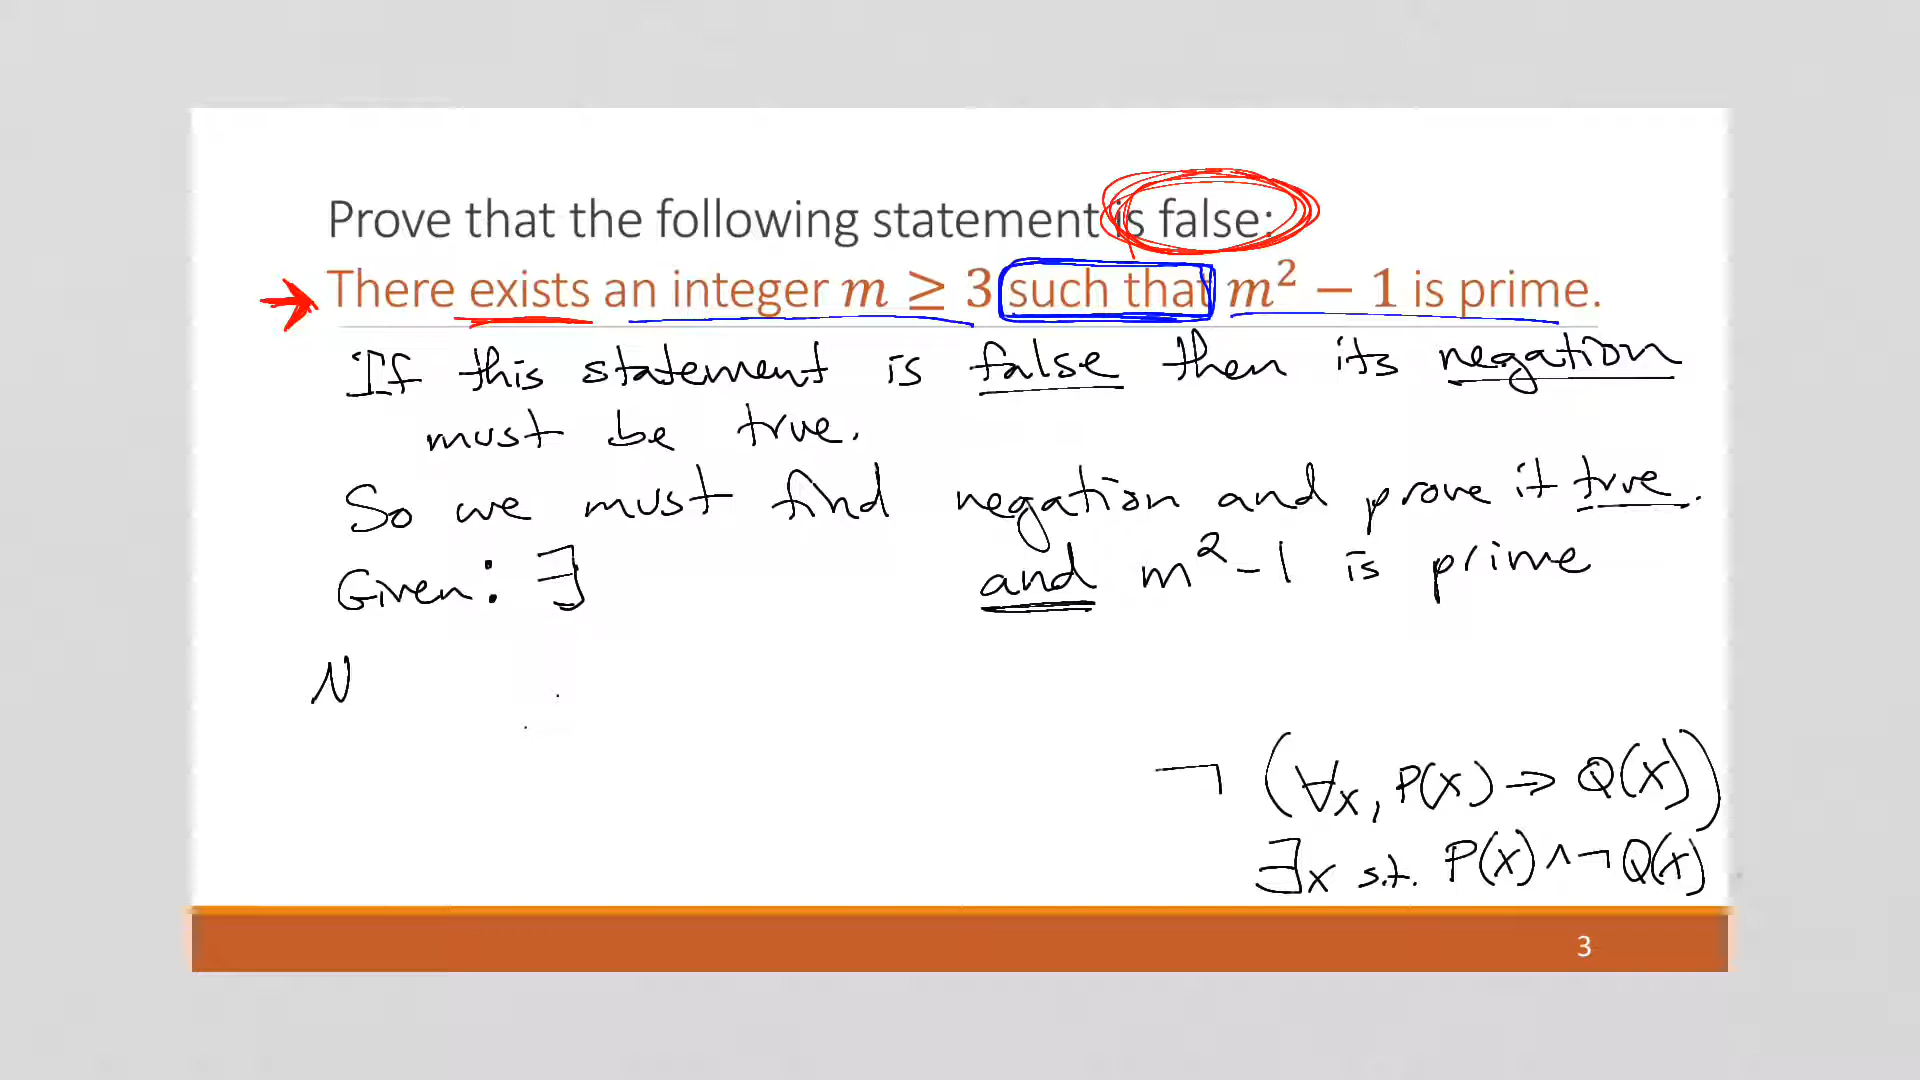 Prove that the following statement is false:
There exists an integer m ≥ 3 such that m² − 1 is prime.
If this statement is false then its negation
must be true.
So we must find negation and prove it true.
Given: ∃ and m²-1 is prime
N
¬ (∀x, P(x) → Q(x))
∃x s.t. P(x) ∧ ¬ Q(x)
3